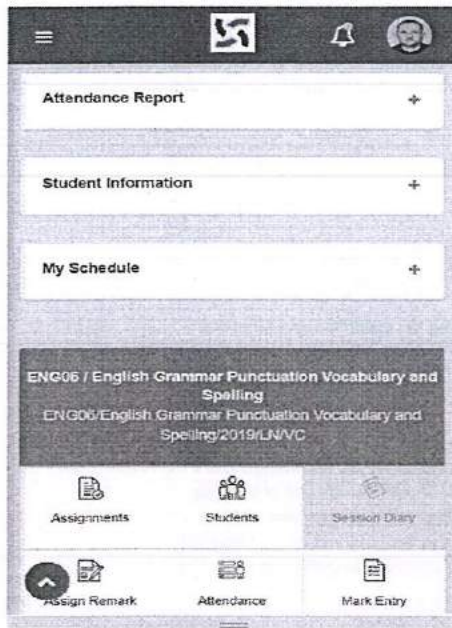 Attendance Report +
Student Information +
My Schedule +
ENG06 / English Grammar Punctuation Vocabulary and
Spelling
ENG06/English Grammar Punctuation Vocabulary and
Spelling/2019/LN/VC
Assignments Students Session Diary
Assign Remark Attendance Mark Entry